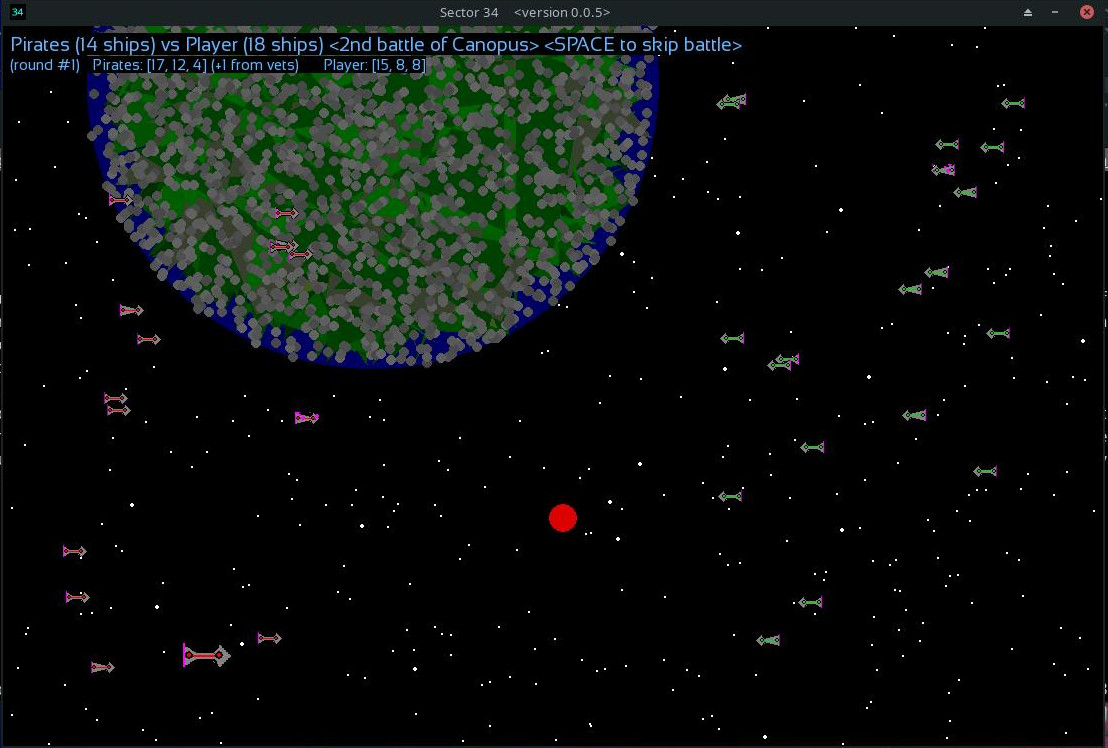 34
Sector 34 <version 0.0.5>
Pirates (14 ships) vs Player (18 ships) <2nd battle of Canopus> <SPACE to skip battle>
(round #1) Pirates: [17, 12, 4] (+1 from vets) Player: [15, 8, 8]